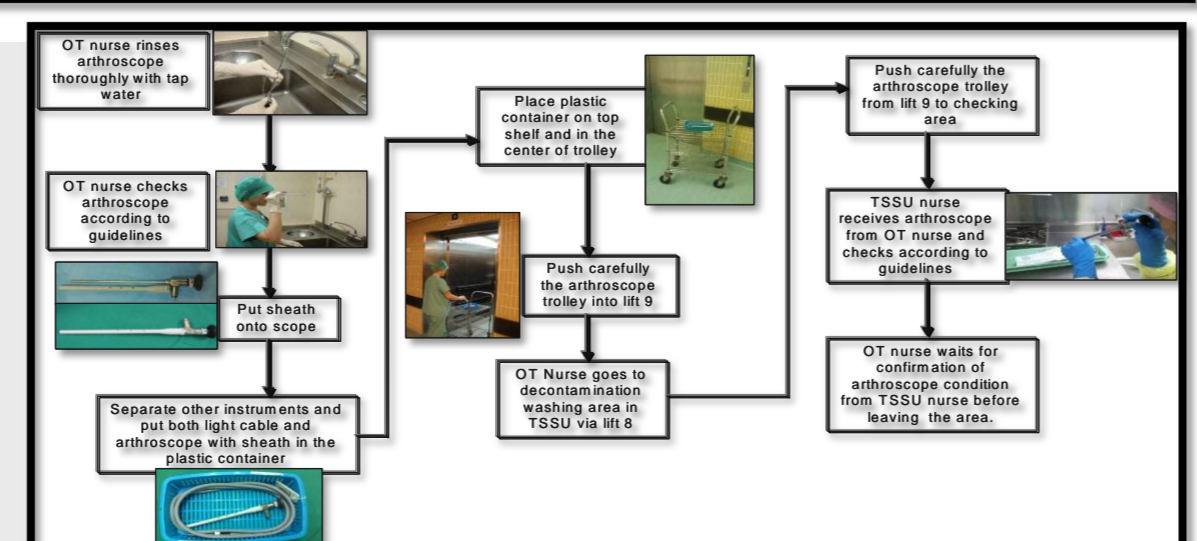 OT nurse rinses
arthroscope
thoroughly with tap
water
OT nurse checks
arthroscope
according to
guidelines
Put sheath
onto scope
Separate other instruments and
put both light cable and
arthroscope with sheath in the
plastic container
Place plastic
container on top
shelf and in the
center of trolley
Push carefully
the arthroscope
trolley into lift 9
OT Nurse goes to
decontamination
washing area in
TSSU via lift 8
Push carefully the
arthroscope trolley
from lift 9 to checking
area
TSSU nurse
receives arthroscope
from OT nurse and
checks according to
guidelines
OT nurse waits for
confirmation of
arthroscope condition
from TSSU nurse before
leaving the area.